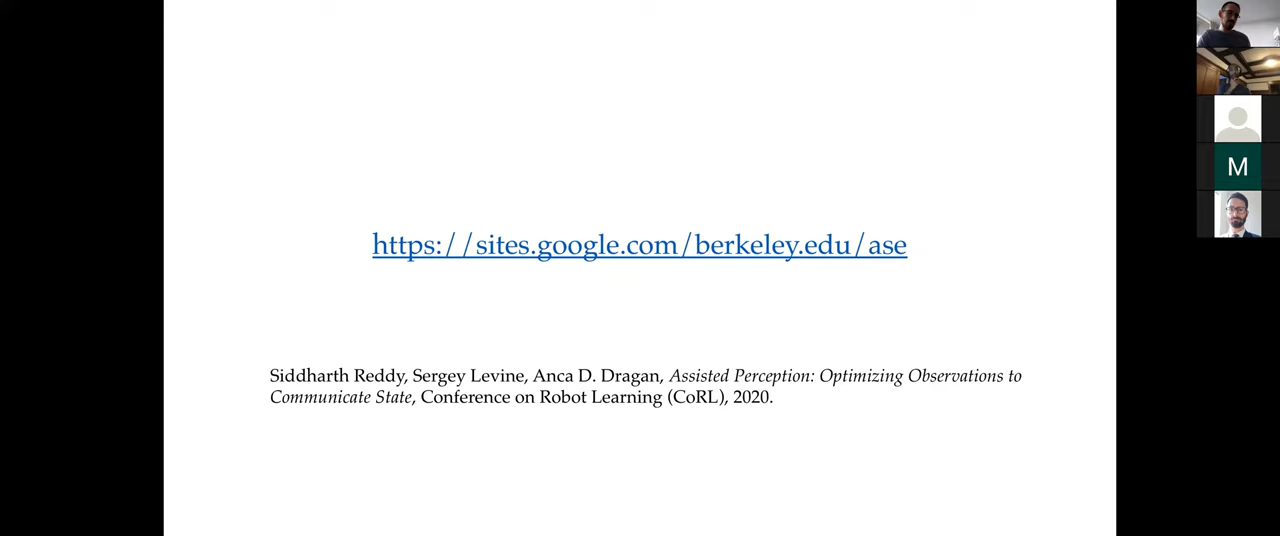 https://sites.google.com/berkeley.edu/ase
Siddharth Reddy, Sergey Levine, Anca D. Dragan, Assisted Perception: Optimizing Observations to
Communicate State, Conference on Robot Learning (CoRL), 2020.
M